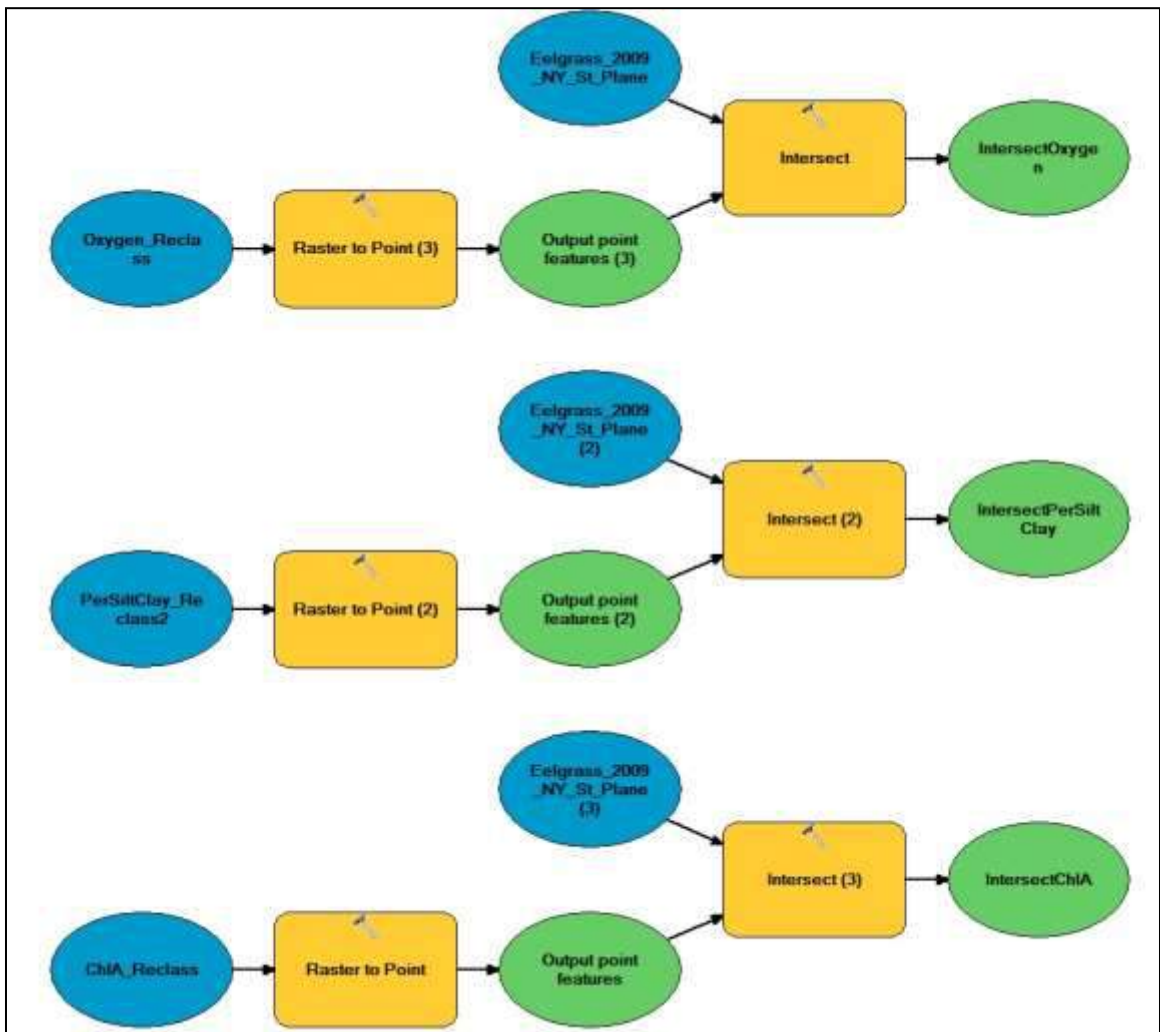 Eelgrass_2009
_NY_St_Plane
Intersect
IntersectOxyge
n
Oxygen_Recla
ss
Raster to Point (3)
Output point
features (3)
Eelgrass_2009
_NY_St_Plane
(2)
Intersect (2)
IntersectPerSilt
Clay
PerSiltClay_Re
class2
Raster to Point (2)
Output point
features (2)
Eelgrass_2009
_NY_St_Plane
(3)
Intersect (3)
IntersectChlA
ChlA_Reclass
Raster to Point
Output point
features